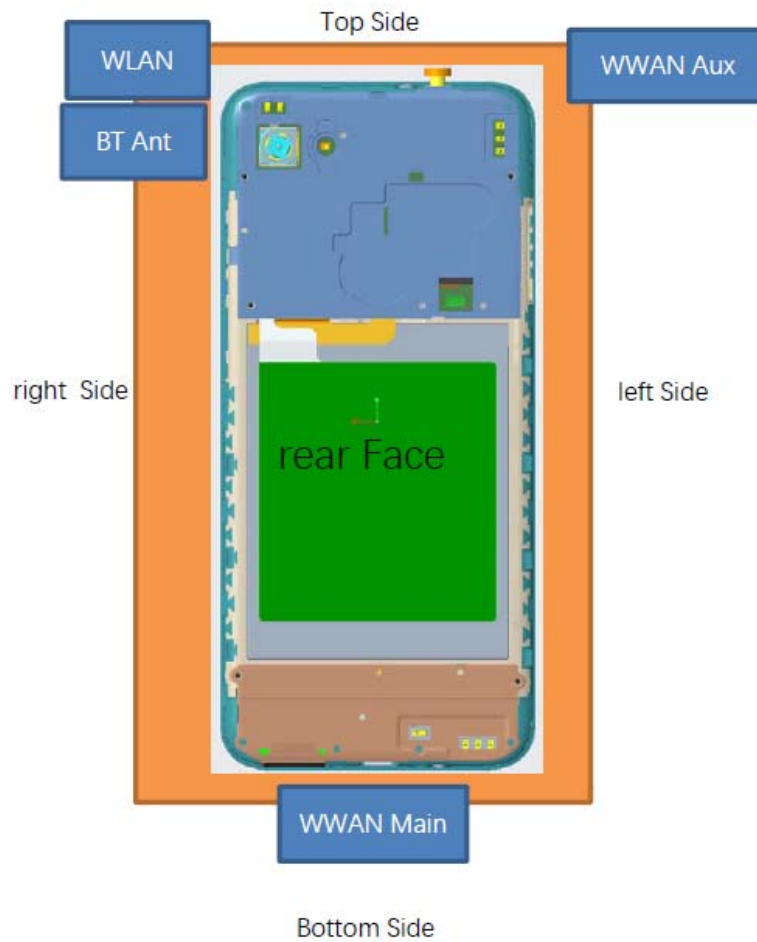 Top Side
WLAN
WWAN Aux
BT Ant
right  Side
left Side
rear Face
WWAN Main
Bottom Side